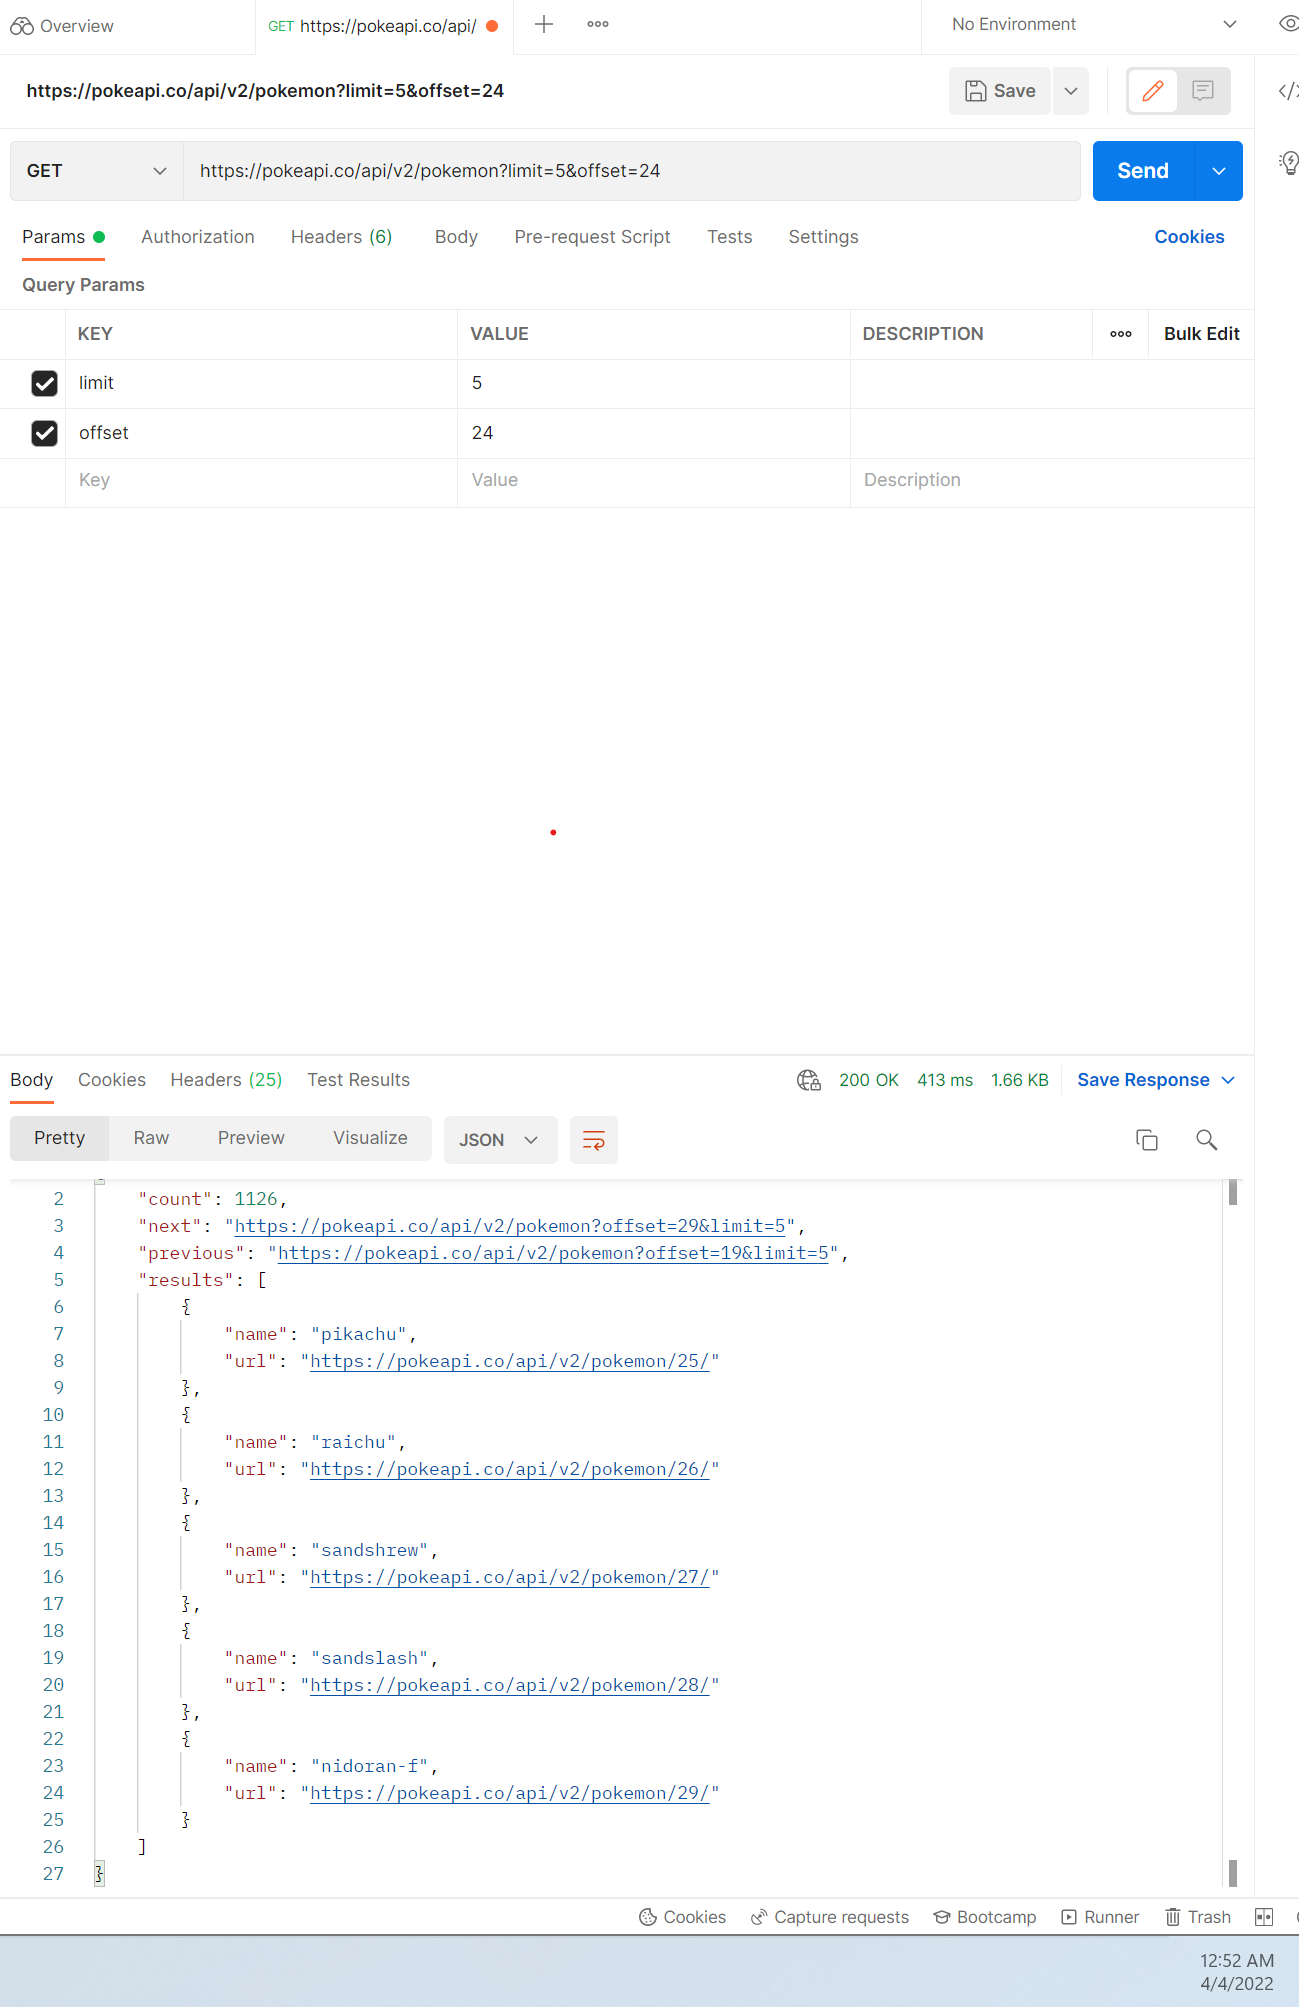 Overview
GET https://pokeapi.co/api/
No Environment
https://pokeapi.co/api/v2/pokemon?limit=5&offset=24
Save
GET https://pokeapi.co/api/v2/pokemon?limit=5&offset=24 Send
Params Authorization Headers (6) Body Pre-request Script Tests Settings Cookies
Query Params
KEY VALUE DESCRIPTION Bulk Edit
limit 5
offset 24
Key Value Description
Body Cookies Headers (25) Test Results 200 OK 413 ms 1.66 KB Save Response
Pretty Raw Preview Visualize JSON
2 "count": 1126,
3 "next": "https://pokeapi.co/api/v2/pokemon?offset=29&limit=5",
4 "previous": "https://pokeapi.co/api/v2/pokemon?offset=19&limit=5",
5 "results": [
6 {
7 "name": "pikachu",
8 "url": "https://pokeapi.co/api/v2/pokemon/25/"
9 },
10 {
11 "name": "raichu",
12 "url": "https://pokeapi.co/api/v2/pokemon/26/"
13 },
14 {
15 "name": "sandshrew",
16 "url": "https://pokeapi.co/api/v2/pokemon/27/"
17 },
18 {
19 "name": "sandslash",
20 "url": "https://pokeapi.co/api/v2/pokemon/28/"
21 },
22 {
23 "name": "nidoran-f",
24 "url": "https://pokeapi.co/api/v2/pokemon/29/"
25 }
26 ]
27 }
Cookies Capture requests Bootcamp Runner Trash
12:52 AM
4/4/2022